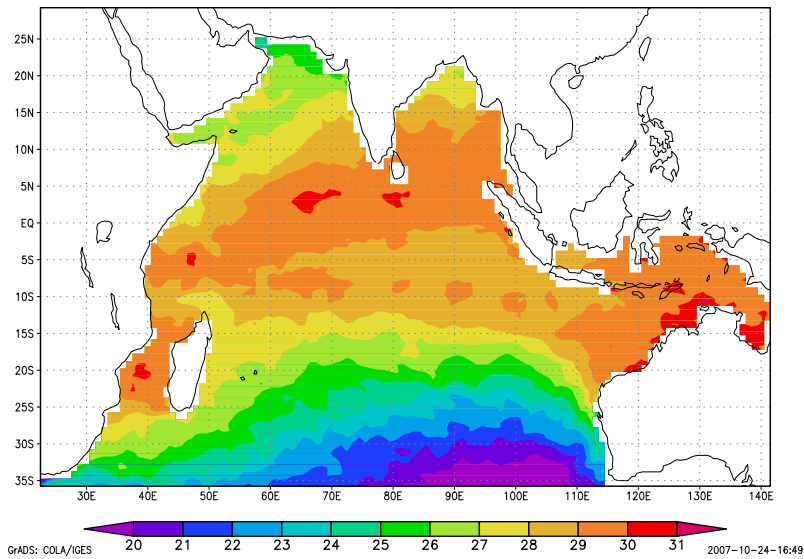 25N
20N
15N
10N
5N
EQ
5S
10S
15S
20S
25S
30S
35S
30E 40E 50E 60E 70E 80E 90E 100E 110E 120E 130E 140E
20 21 22 23 24 25 26 27 28 29 30 31
GrADS: COLA/IGES 2007-10-24-16:49